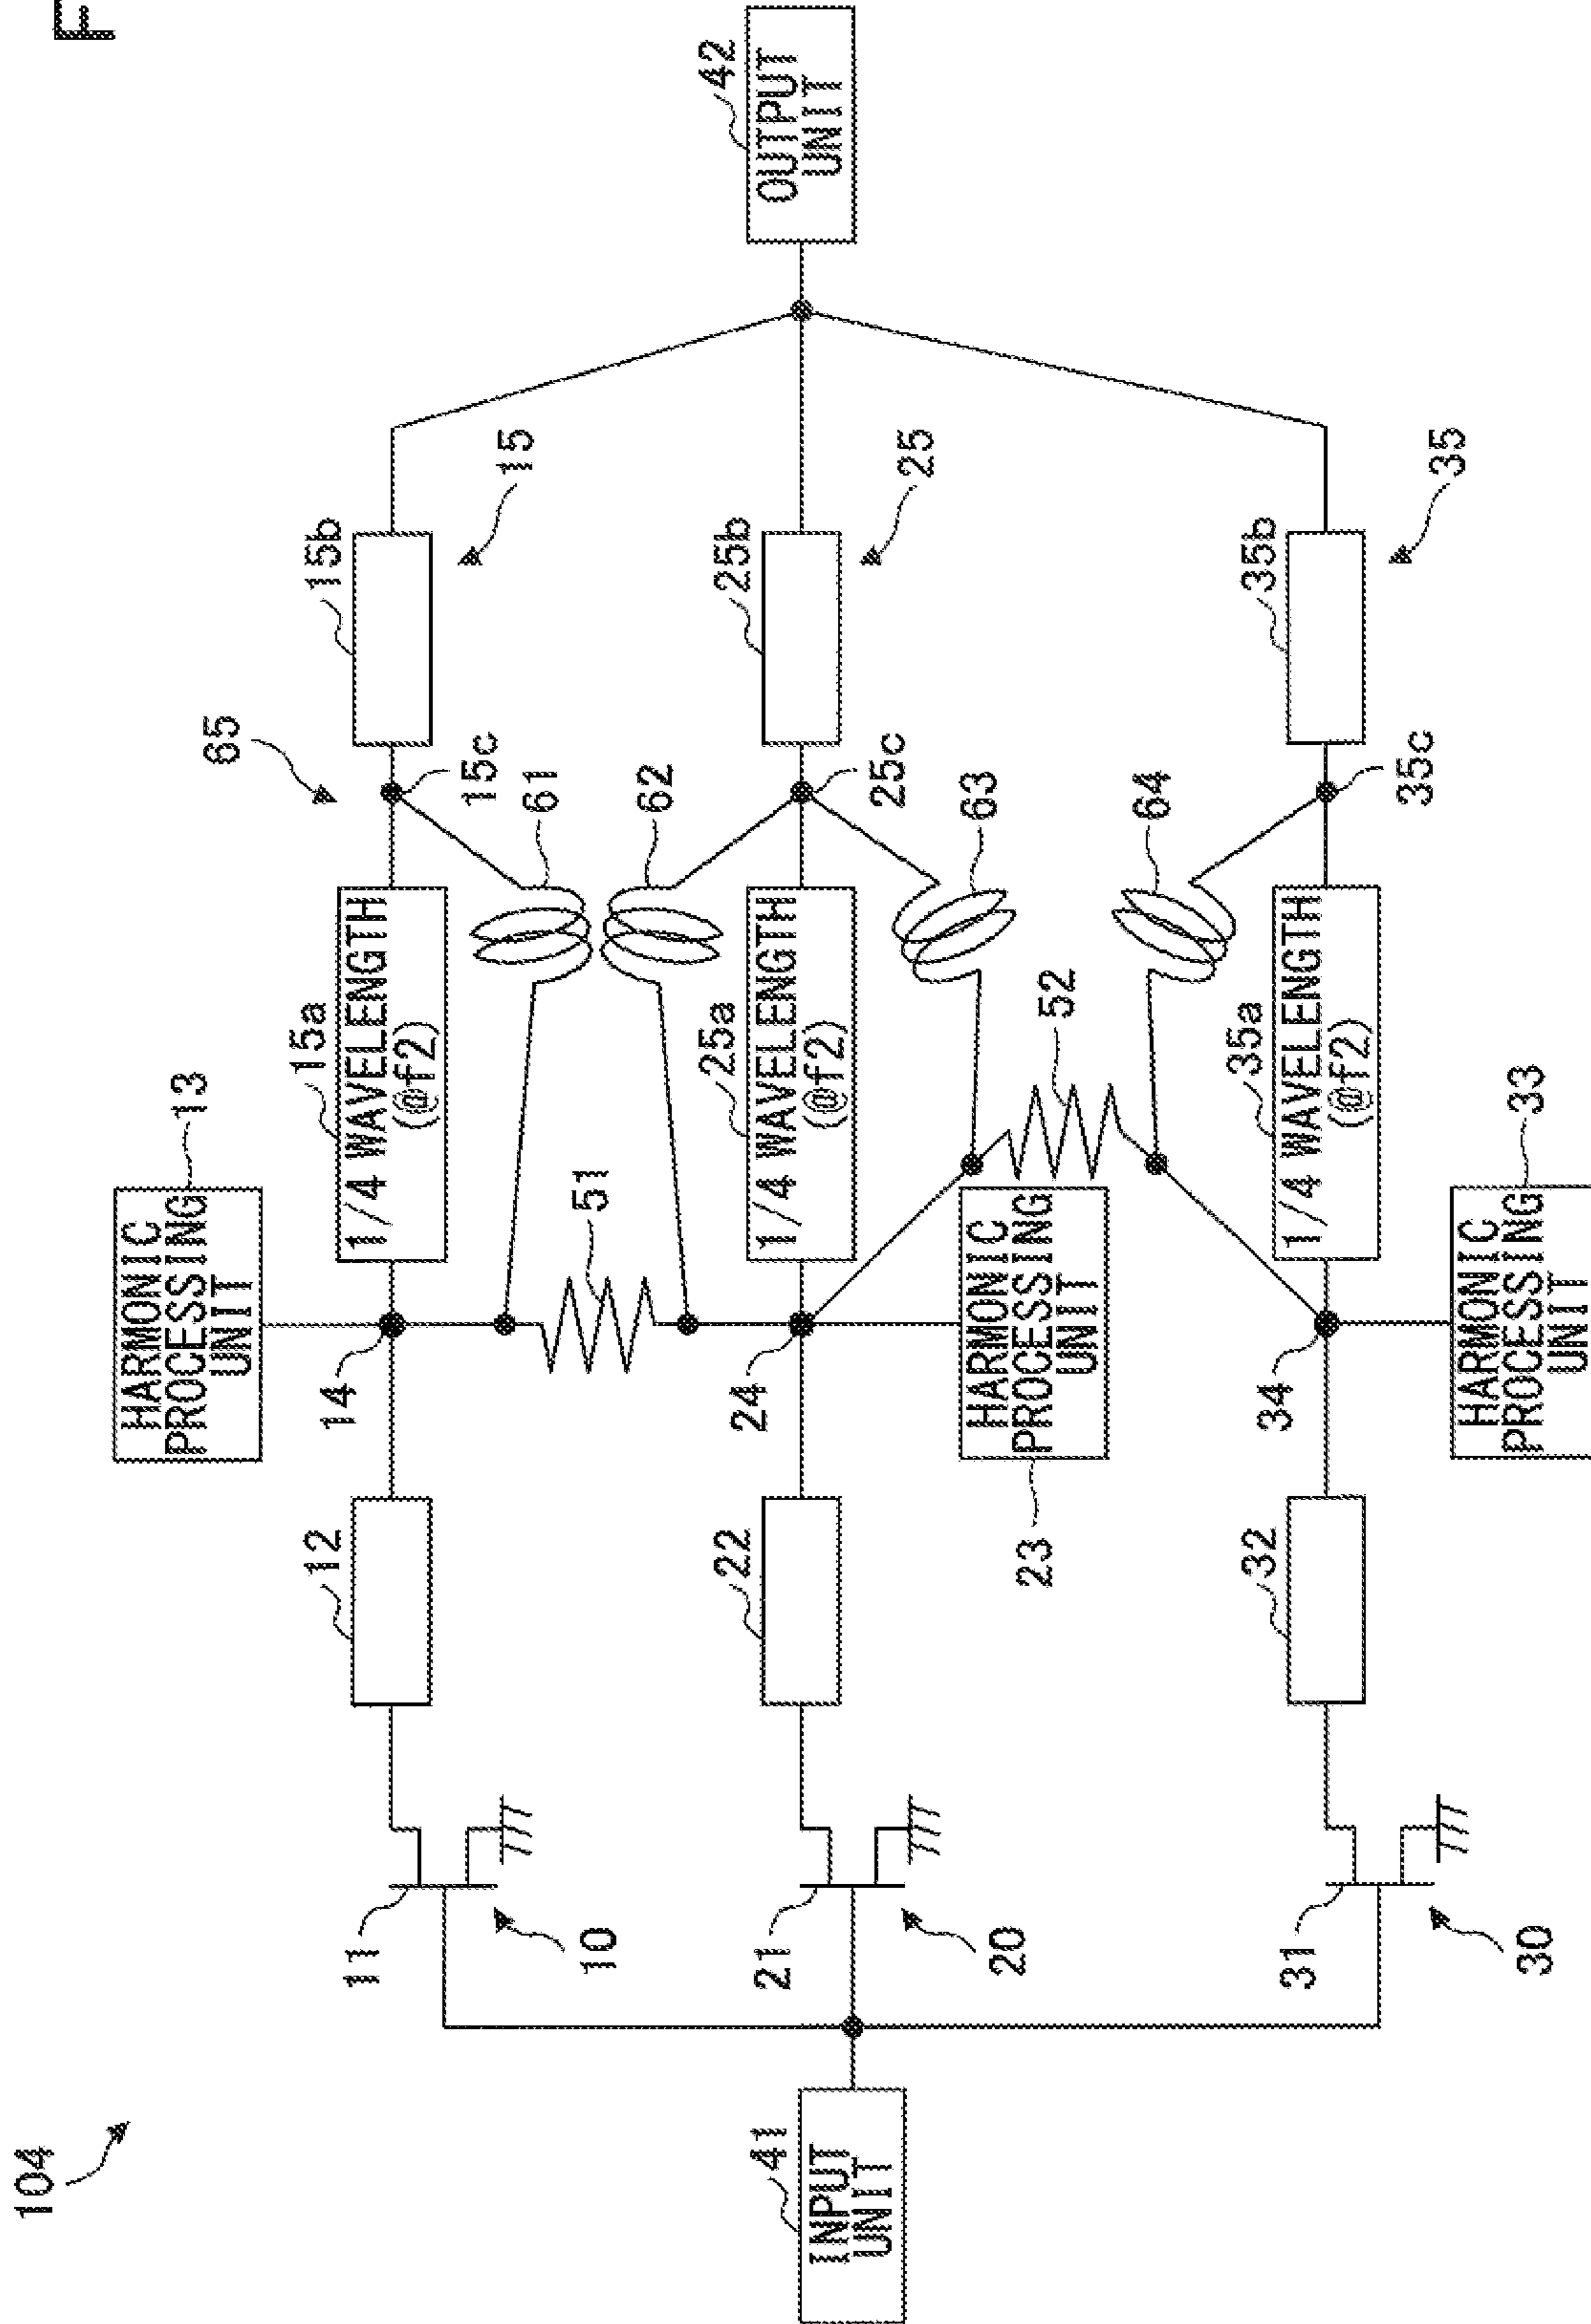 F
104
INPUT
UNIT
41
11
10
21
20
31
30
12
22
32
HARMONIC
PROCESSING
UNIT
13
14
24
34
HARMONIC
PROCESSING
UNIT
23
HARMONIC
PROCESSING
UNIT
33
51
52
15a
1/4 WAVELENGTH
(@f2)
25a
1/4 WAVELENGTH
(@f2)
35a
1/4 WAVELENGTH
(@f2)
61
62
63
64
65
15c
25c
35c
15b
25b
35b
15
25
35
42
OUTPUT
UNIT